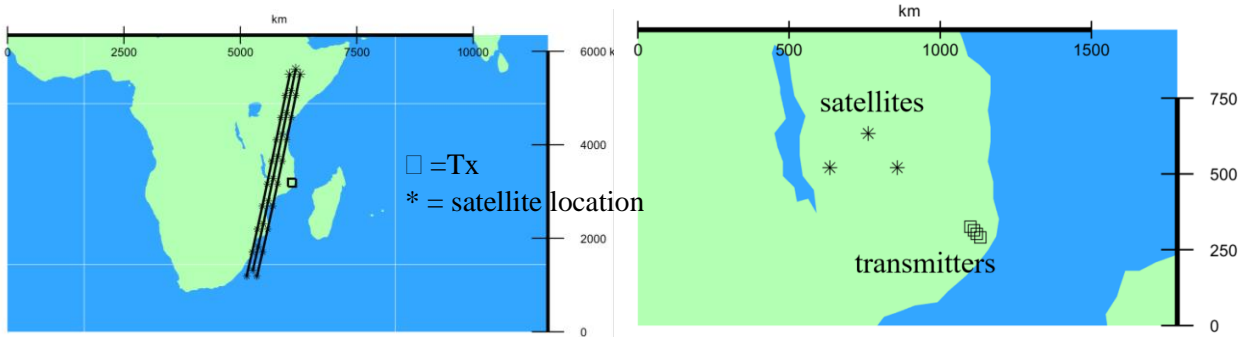 km
0 2500 5000 7500 10000
6000 k
4000
2000
0
□ =Tx
* = satellite location
km
0 500 1000 1500
satellites
750
500
250
0
transmitters